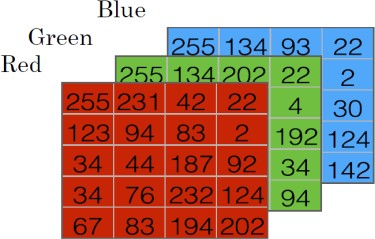 Blue
Green
Red
255 134 93 22
255 134 202 22 2
255 231 42 22 4 30
123 94 83 2 192 124
34 44 187 92 34 142
34 76 232 124 94
67 83 194 202